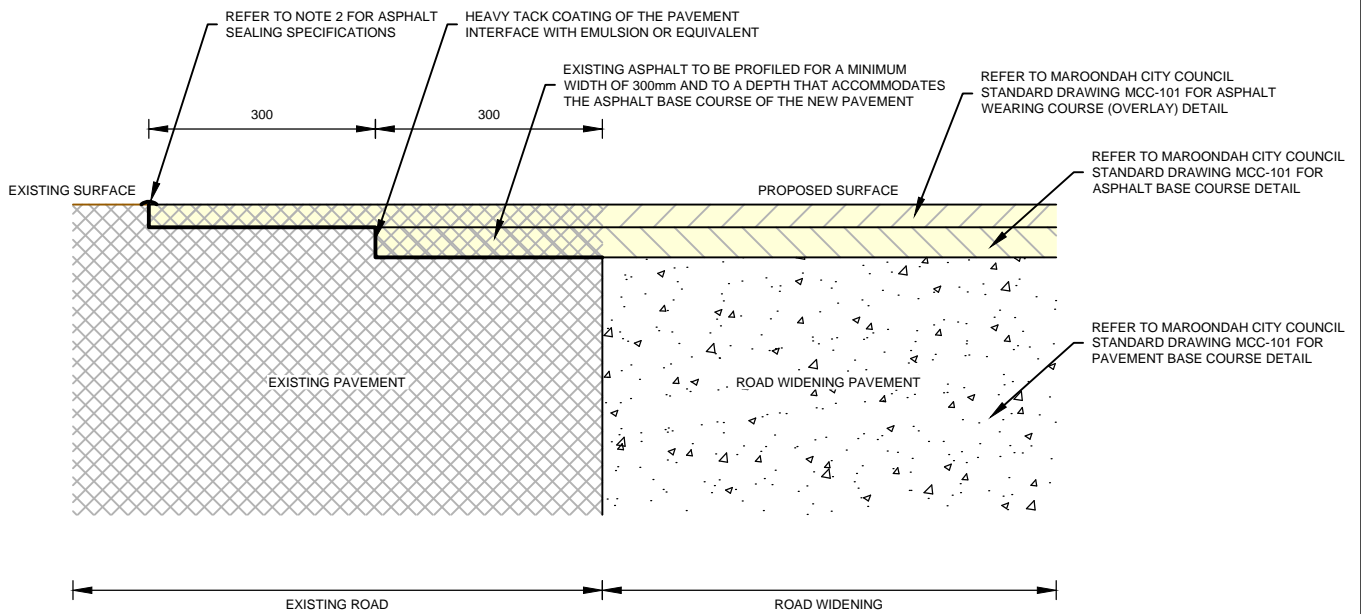 REFER TO NOTE 2 FOR ASPHALT
SEALING SPECIFICATIONS
HEAVY TACK COATING OF THE PAVEMENT
INTERFACE WITH EMULSION OR EQUIVALENT
EXISTING ASPHALT TO BE PROFILED FOR A MINIMUM
WIDTH OF 300mm AND TO A DEPTH THAT ACCOMMODATES
THE ASPHALT BASE COURSE OF THE NEW PAVEMENT
REFER TO MAROONDAH CITY COUNCIL
STANDARD DRAWING MCC-101 FOR ASPHALT
WEARING COURSE (OVERLAY) DETAIL
300
300
REFER TO MAROONDAH CITY COUNCIL
STANDARD DRAWING MCC-101 FOR
ASPHALT BASE COURSE DETAIL
EXISTING SURFACE
PROPOSED SURFACE
REFER TO MAROONDAH CITY COUNCIL
STANDARD DRAWING MCC-101 FOR
PAVEMENT BASE COURSE DETAIL
EXISTING PAVEMENT
ROAD WIDENING PAVEMENT
EXISTING ROAD
ROAD WIDENING